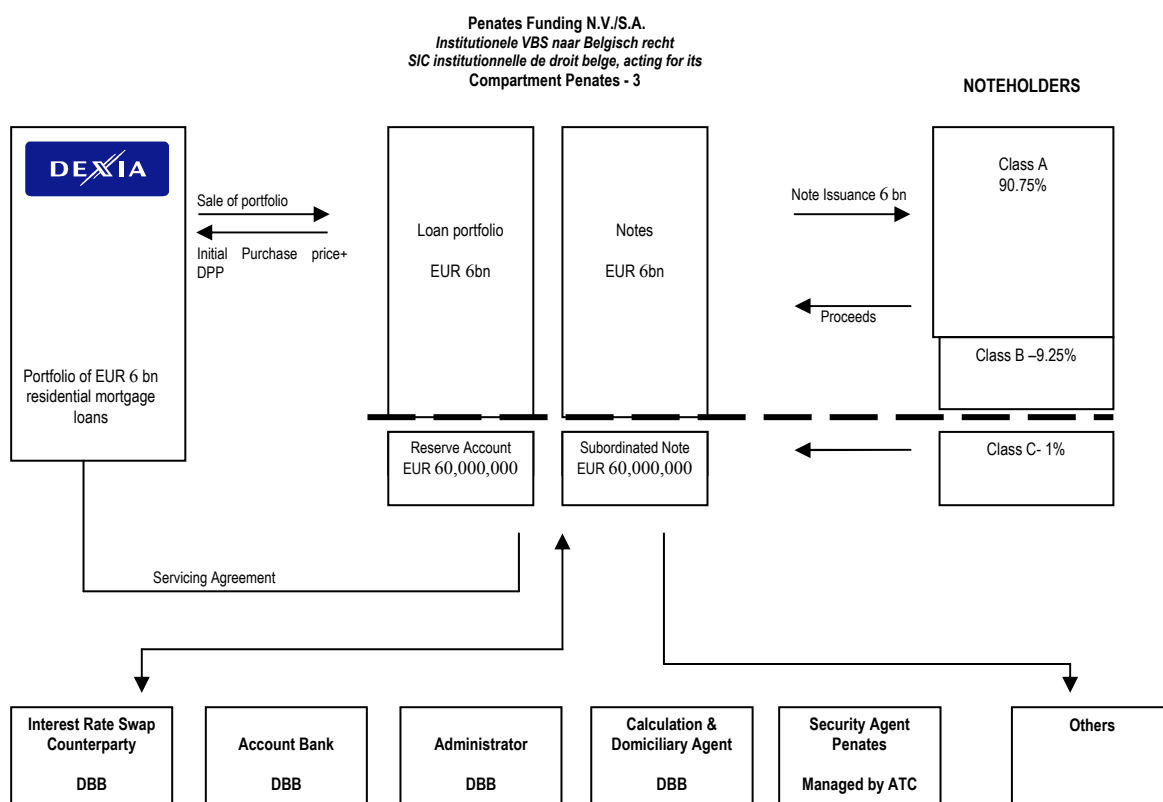 Penates Funding N.V./S.A.
Institutionele VBS naar Belgisch recht
SIC institutionnelle de droit belge, acting for its
Compartment Penates - 3
NOTEHOLDERS
DEXIA
Portfolio of EUR 6 bn
residential mortgage
loans
Sale of portfolio
Initial Purchase price+
DPP
Loan portfolio
EUR 6bn
Notes
EUR 6bn
Note Issuance 6 bn
Proceeds
Class A
90.75%
Class B –9.25%
Reserve Account
EUR 60,000,000
Subordinated Note
EUR 60,000,000
Class C- 1%
Servicing Agreement
Interest Rate Swap
Counterparty
DBB
Account Bank
DBB
Administrator
DBB
Calculation &
Domiciliary Agent
DBB
Security Agent
Penates
Managed by ATC
Others